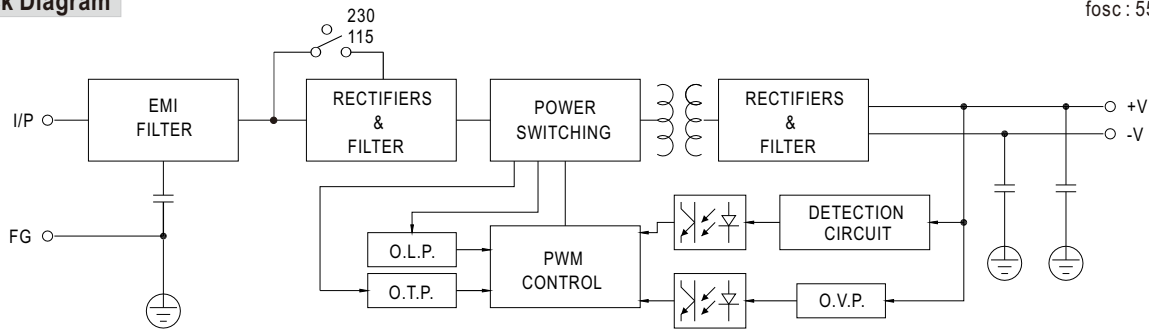 k Diagram
fosc : 55
230
115
I/P
EMI
FILTER
RECTIFIERS
&
FILTER
POWER
SWITCHING
RECTIFIERS
&
FILTER
+V
-V
FG
O.L.P.
O.T.P.
PWM
CONTROL
DETECTION
CIRCUIT
O.V.P.